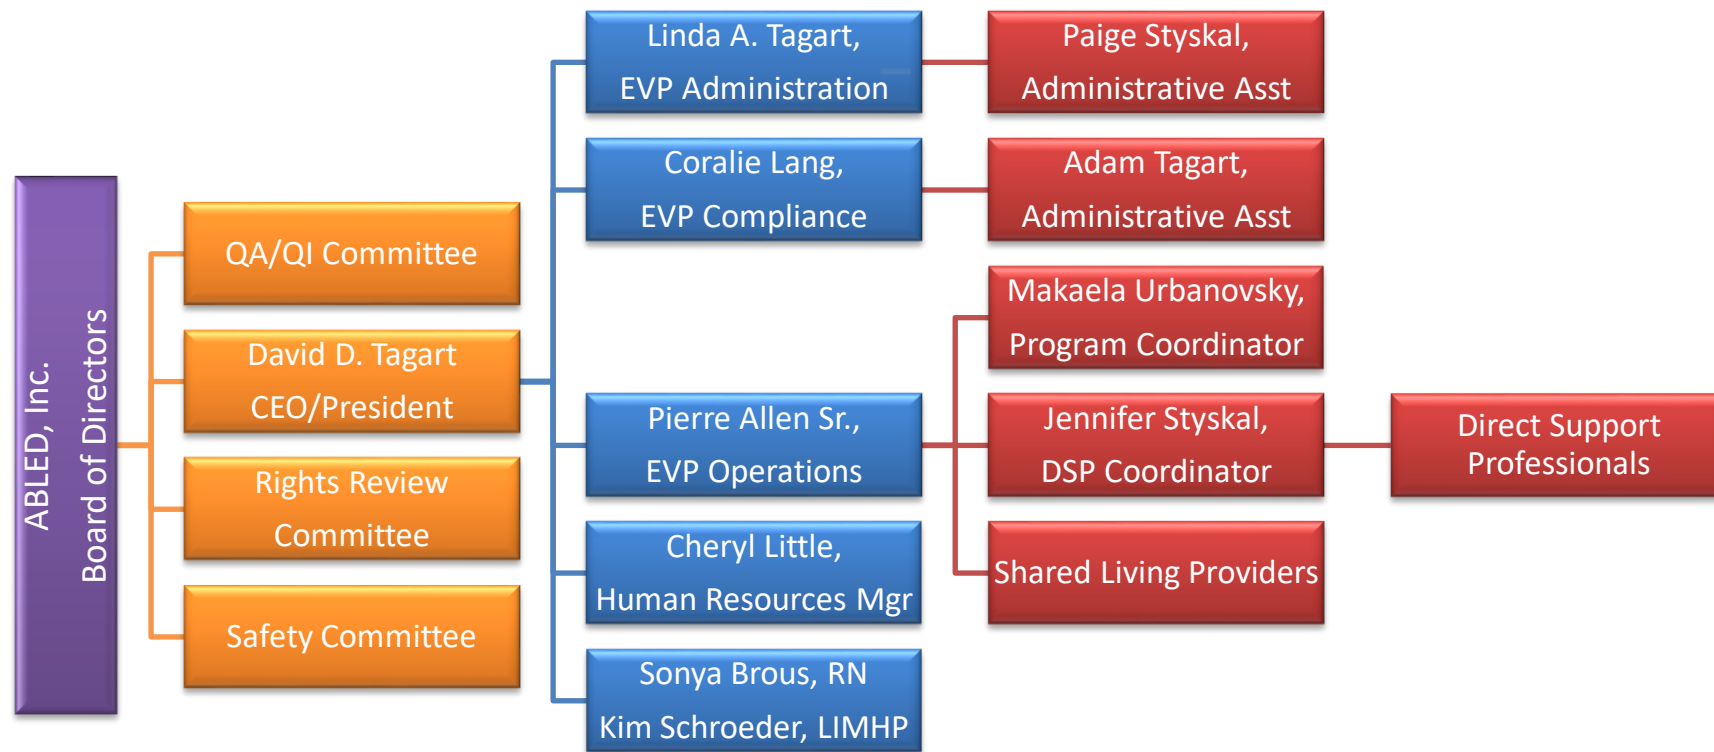 ABLED, Inc.
Board of Directors
QA/QI Committee
David D. Tagart
CEO/President
Rights Review
Committee
Safety Committee
Linda A. Tagart,
EVP Administration
Coralie Lang,
EVP Compliance
Pierre Allen Sr.,
EVP Operations
Cheryl Little,
Human Resources Mgr
Sonya Brous, RN
Kim Schroeder, LIMHP
Paige Styskal,
Administrative Asst
Adam Tagart,
Administrative Asst
Makaela Urbanovsky,
Program Coordinator
Jennifer Styskal,
DSP Coordinator
Shared Living Providers
Direct Support
Professionals